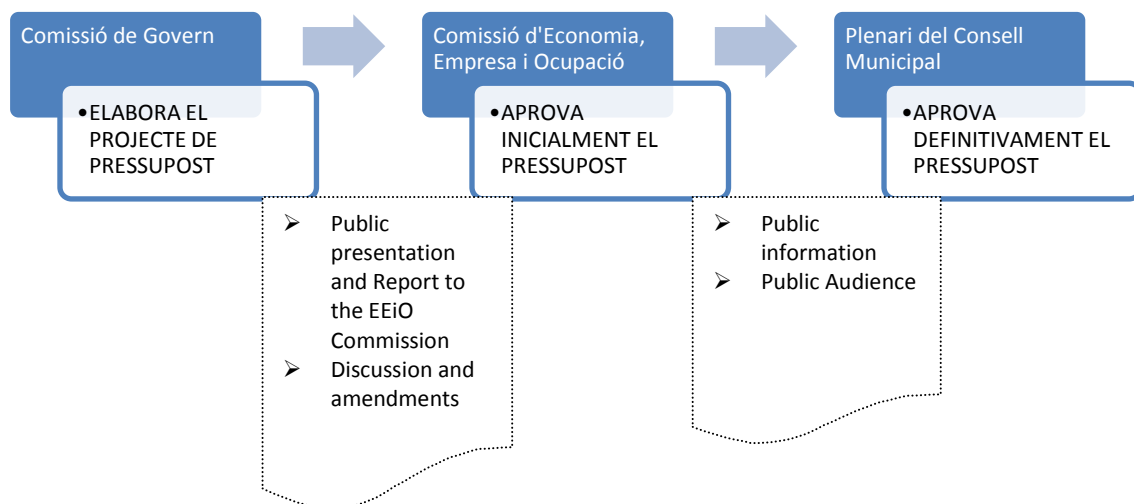 Comissió de Govern
•ELABORA EL
PROJECTE DE
PRESSUPOST
Comissió d'Economia,
Empresa i Ocupació
•APROVA
INICIALMENT EL
PRESSUPOST
Plenari del Consell
Municipal
•APROVA
DEFINITIVAMENT EL
PRESSUPOST
➢ Public
presentation
and Report to
the EEiO
Commission
➢ Discussion and
amendments
➢ Public
information
➢ Public Audience